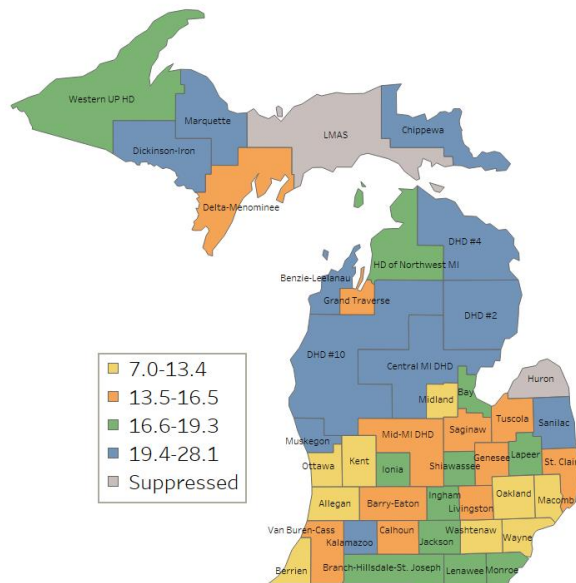 Western UP HD
Marquette
LMAS
Chippewa
Dickinson-Iron
Delta-Menominee
DHD #4
HD of Northwest MI
Benzie-Leelanau
Grand Traverse
DHD #2
DHD #10
Central MI DHD
Huron
Midland
Bay
Tuscola
Sanilac
Muskegon
Mid-MI DHD
Saginaw
Ottawa
Kent
Ionia
Shiawassee
Genesee
Lapeer
St. Clair
Allegan
Barry-Eaton
Ingham
Livingston
Oakland
Macomb
Van Buren-Cass
Kalamazoo
Calhoun
Jackson
Washtenaw
Wayne
Berrien
Branch-Hillsdale-St. Joseph
Lenawee
Monroe
7.0-13.4
13.5-16.5
16.6-19.3
19.4-28.1
Suppressed